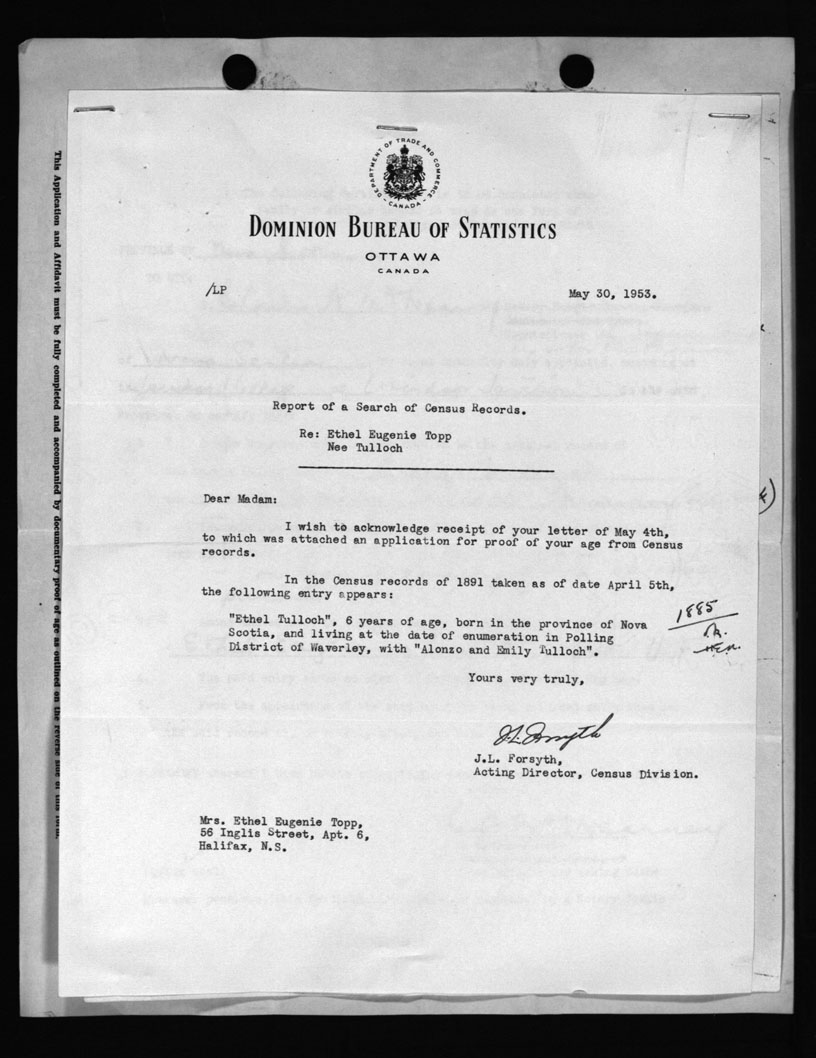 DEPARTMENT OF TRADE AND COMMERCE
CANADA
DOMINION BUREAU OF STATISTICS
OTTAWA
CANADA
/LP
May 30, 1953.
Report of a Search of Census Records.
Re: Ethel Eugenie Topp
Nee Tulloch
Dear Madam:
I wish to acknowledge receipt of your letter of May 4th,
to which was attached an application for proof of your age from Census
records.
In the Census records of 1891 taken as of date April 5th,
the following entry appears:
"Ethel Tulloch", 6 years of age, born in the province of Nova
Scotia, and living at the date of enumeration in Polling
District of Waverley, with "Alonzo and Emily Tulloch".
1885
Yours very truly,
J.L. Forsyth
J.L. Forsyth,
Acting Director, Census Division.
Mrs. Ethel Eugenie Topp,
56 Inglis Street, Apt. 6,
Halifax, N.S.
This Application and Affidavit must be fully completed and accompanied by documentary proof of age as outlined on the reverse side of this form.